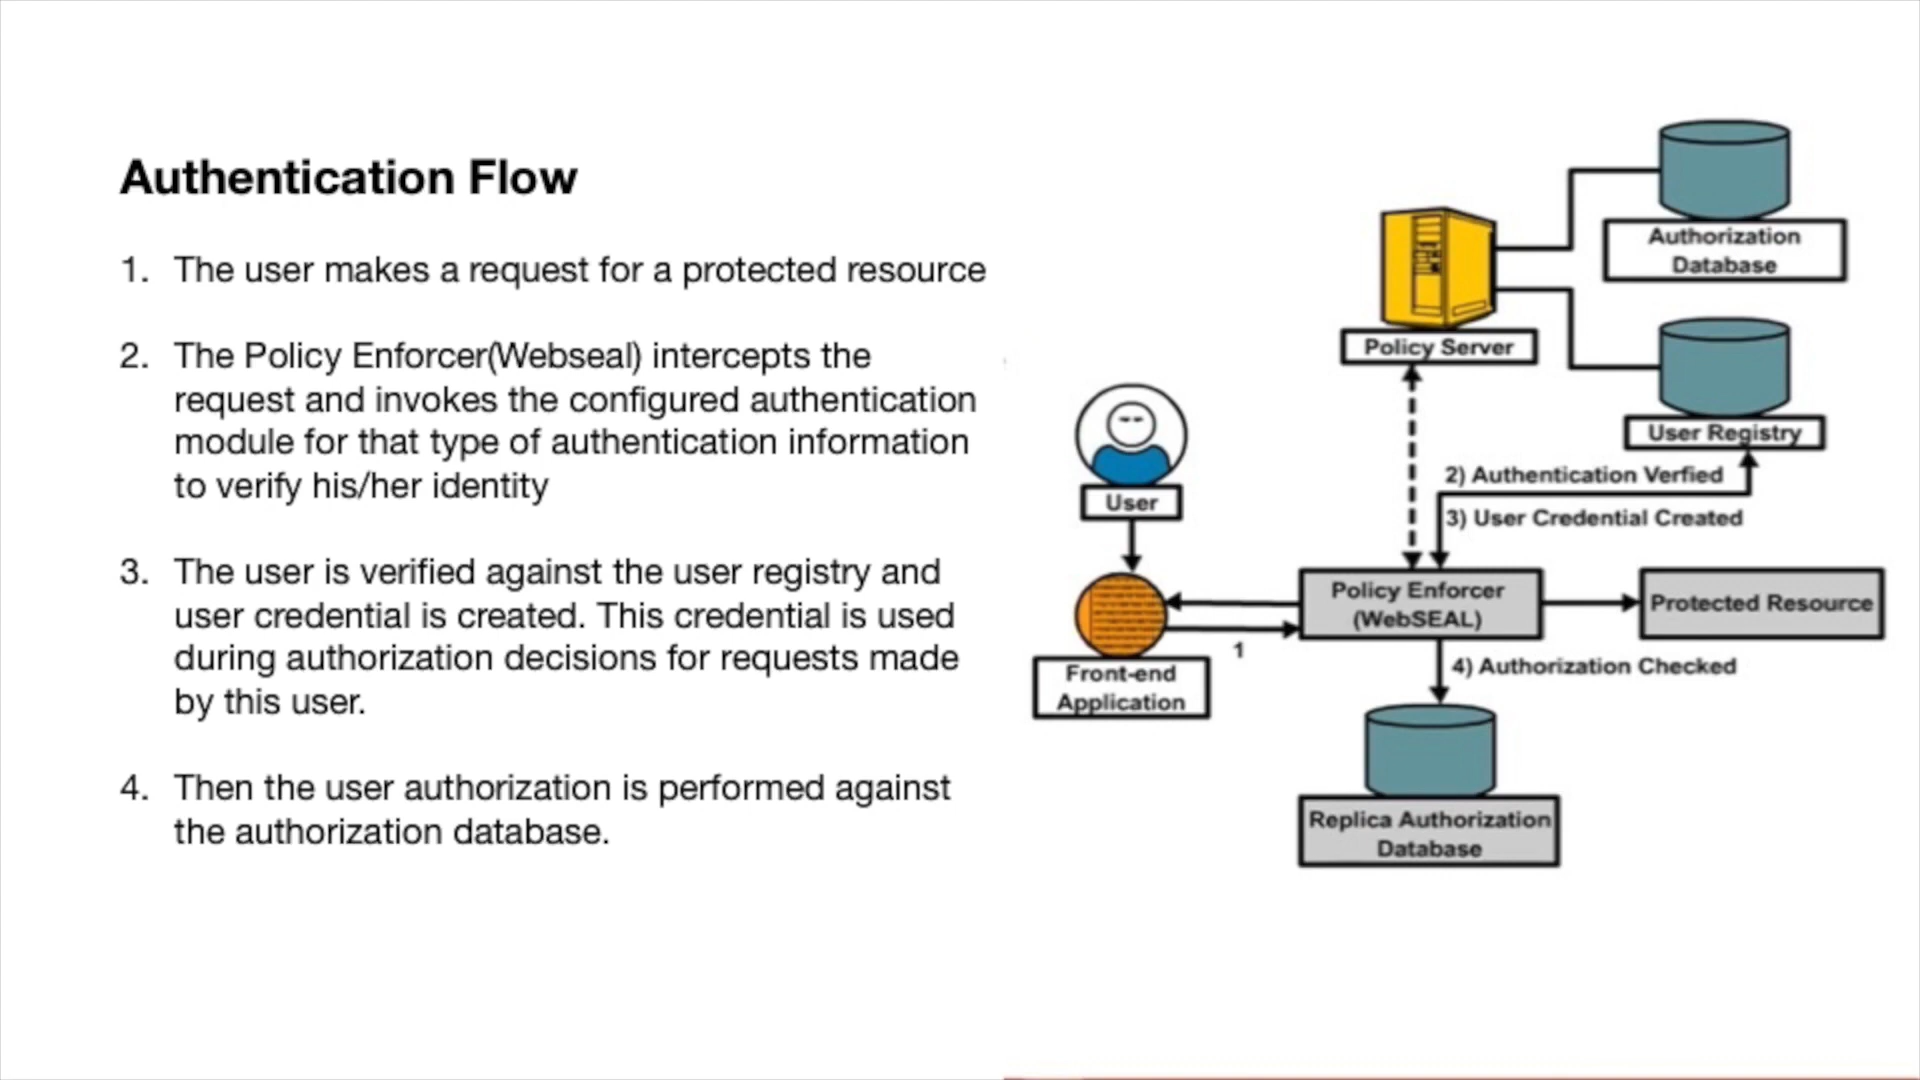 Authentication Flow
1. The user makes a request for a protected resource
2. The Policy Enforcer(Webseal) intercepts the
request and invokes the configured authentication
module for that type of authentication information
to verify his/her identity
3. The user is verified against the user registry and
user credential is created. This credential is used
during authorization decisions for requests made
by this user.
4. Then the user authorization is performed against
the authorization database.
Authorization
Database
Policy Server
User Registry
2) Authentication Verfied
3) User Credential Created
User
Policy Enforcer
(WebSEAL)
Protected Resource
1
4) Authorization Checked
Front-end
Application
Replica Authorization
Database